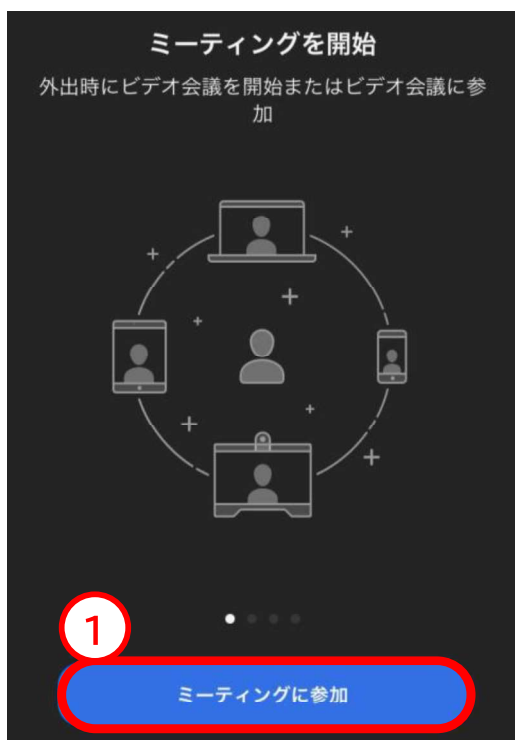 ミーティングを開始
外出時にビデオ会議を開始またはビデオ会議に参
加
1
ミーティングに参加